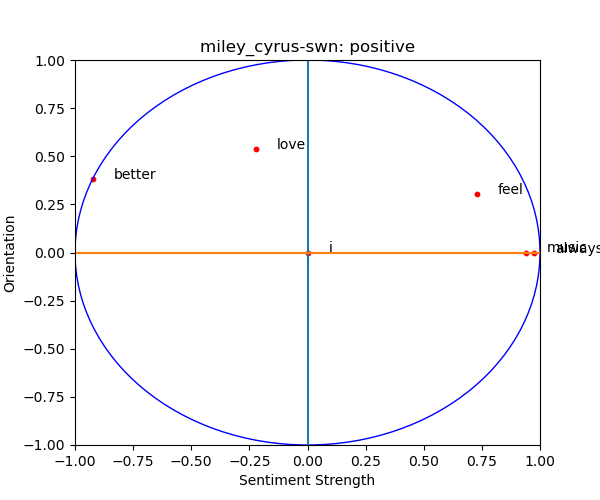 miley_cyrus-swn: positive
1.00
0.75
0.50
0.25
0.00
−0.25
−0.50
−0.75
−1.00
Orientation
love
better
feel
i
music
always
−1.00 −0.75 −0.50 −0.25 0.00 0.25 0.50 0.75 1.00
Sentiment Strength